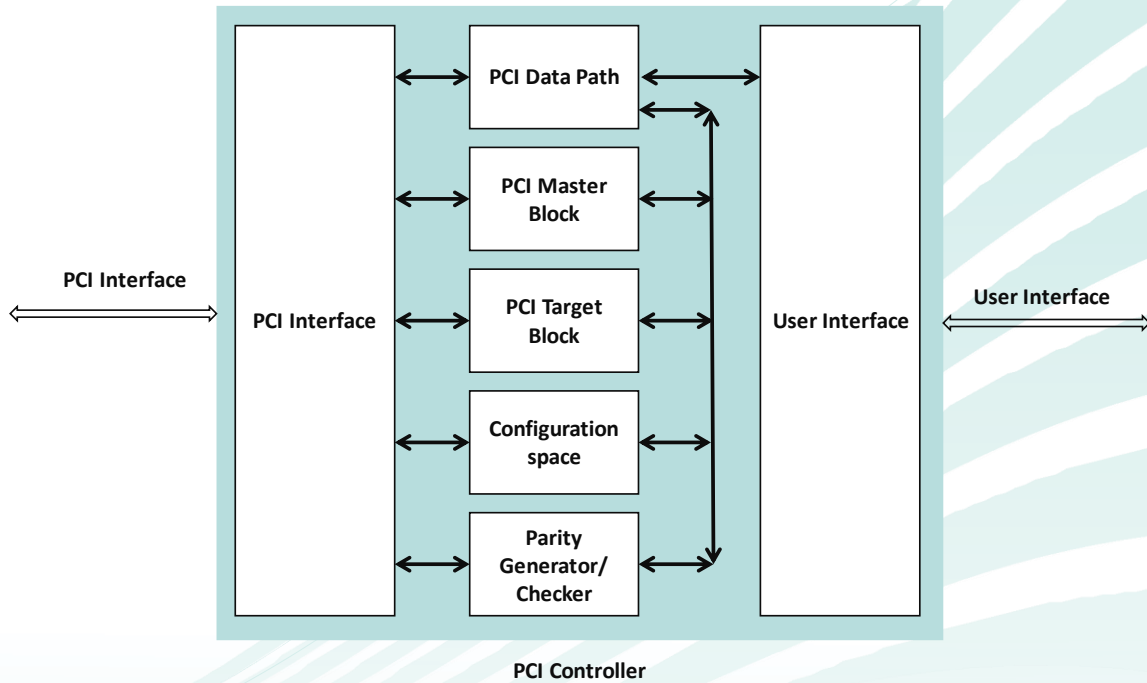 PCI Interface
PCI Interface
PCI Data Path
PCI Master
Block
PCI Target
Block
Configuration
space
Parity
Generator/
Checker
User Interface
User Interface
PCI Controller